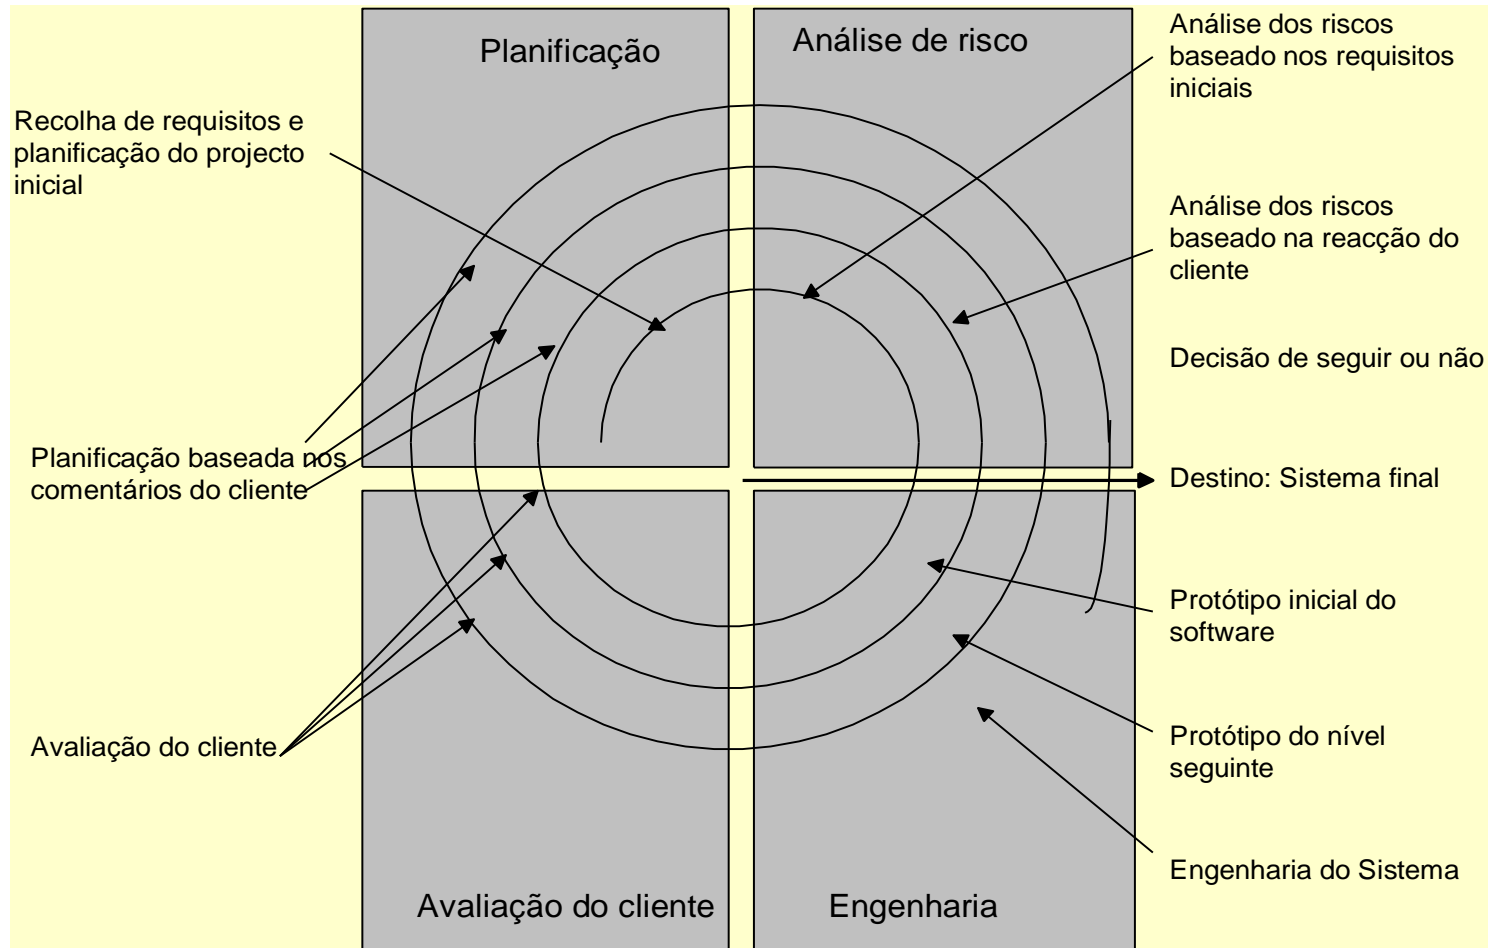 Planificação
Análise de risco
Análise dos riscos
baseado nos requisitos
iniciais
Recolha de requisitos e
planificação do projecto
inicial
Análise dos riscos
baseado na reacção do
cliente
Decisão de seguir ou não
Planificação baseada nos
comentários do cliente
Destino: Sistema final
Protótipo inicial do
software
Avaliação do cliente
Protótipo do nível
seguinte
Engenharia do Sistema
Avaliação do cliente
Engenharia